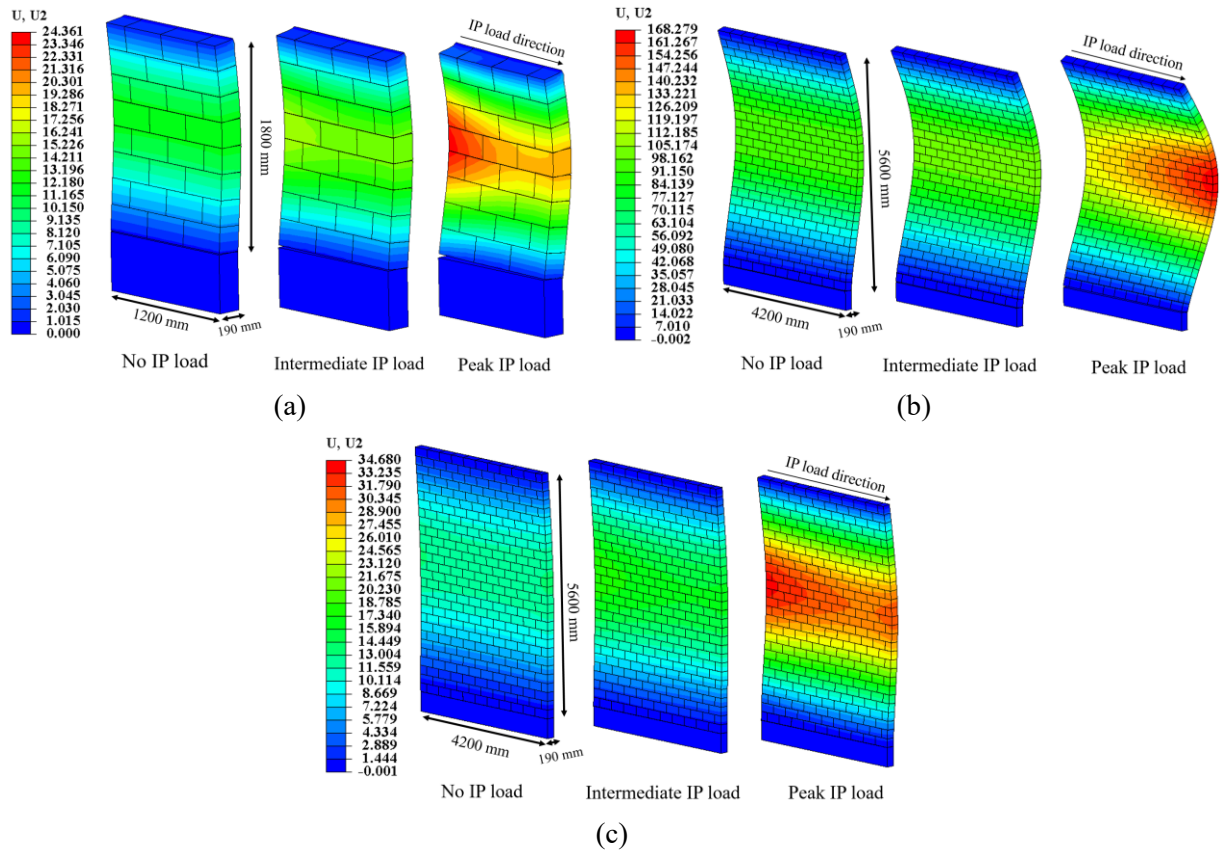 U, U2
24.361
23.346
22.331
21.316
20.301
19.286
18.271
17.256
16.241
15.226
14.211
13.196
12.180
11.165
10.150
9.135
8.120
7.105
6.090
5.075
4.060
3.045
2.030
1.015
0.000
1800 mm
IP load direction
1200 mm
190 mm
No IP load
Intermediate IP load
Peak IP load
(a)
U, U2
168.279
161.267
154.256
147.244
140.232
133.221
126.209
119.197
112.185
105.174
98.162
91.150
84.139
77.127
70.115
63.104
56.092
49.080
42.068
35.057
28.045
21.033
14.022
7.010
-0.002
5600 mm
IP load direction
4200 mm
190 mm
No IP load
Intermediate IP load
Peak IP load
(b)
U, U2
34.680
33.235
31.790
30.345
28.900
27.455
26.010
24.565
23.120
21.675
20.230
18.785
17.340
15.894
14.449
13.004
11.559
10.114
8.669
7.224
5.779
4.334
2.889
1.444
-0.001
5600 mm
IP load direction
4200 mm
190 mm
No IP load
Intermediate IP load
Peak IP load
(c)